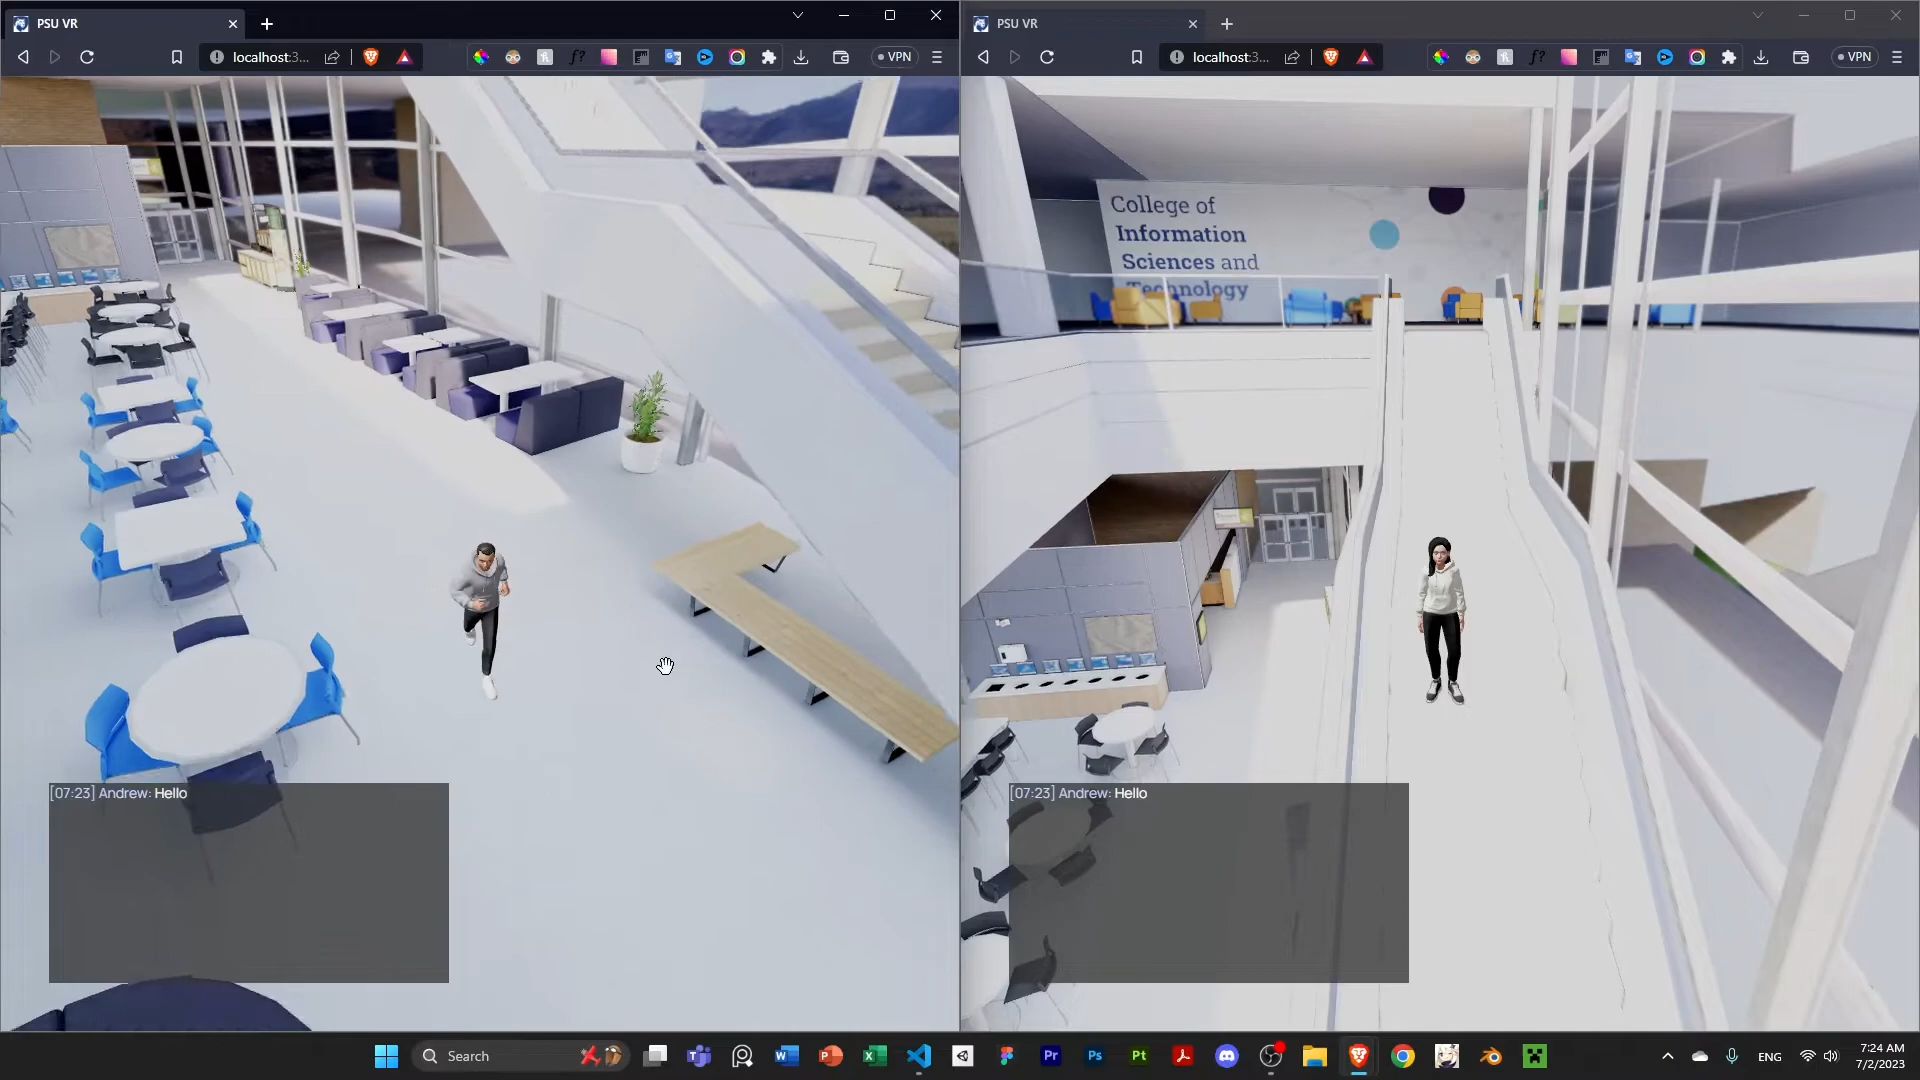 PSU VR
localhost:3...
VPN
[07:23] Andrew: Hello
PSU VR
localhost:3...
VPN
College of
Information
Sciences and
Technology
[07:23] Andrew: Hello
Search
ENG
7:24 AM
7/2/2023